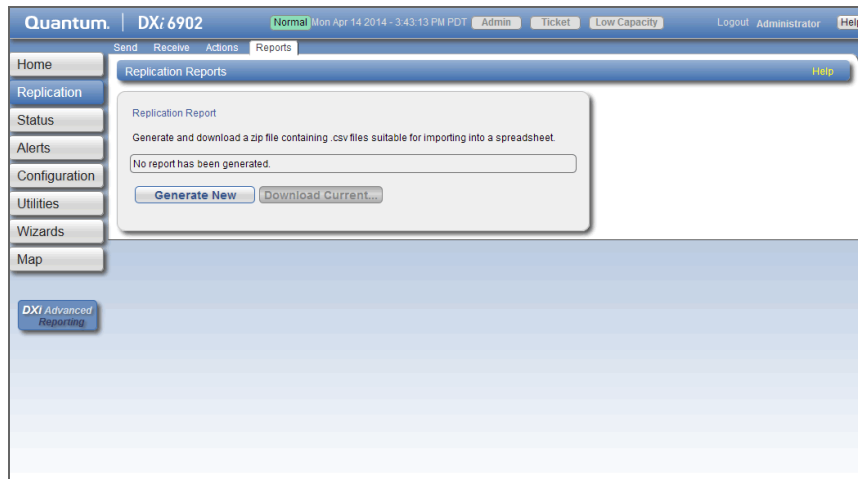 Quantum. DXi 6902 Normal Mon Apr 14 2014 - 3:43:13 PM PDT Admin Ticket Low Capacity Logout Administrator Help
Send Receive Actions Reports
Home
Replication
Status
Alerts
Configuration
Utilities
Wizards
Map
DXi Advanced
Reporting
Replication Reports Help
Replication Report
Generate and download a zip file containing .csv files suitable for importing into a spreadsheet.
No report has been generated.
Generate New Download Current...